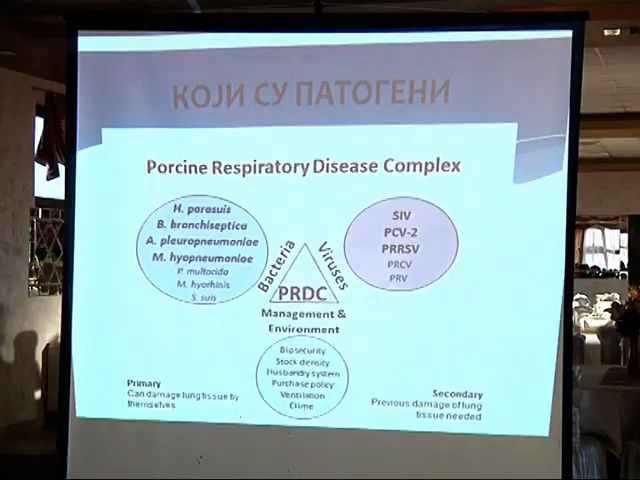 КОЈИ СУ ПАТОГЕНИ
Porcine Respiratory Disease Complex
H. parasuis
B. bronchiseptica
A. pleuropneumoniae
M. hyopneumoniae
P. multocida
M. hyorhinis
S. suis
SIV
PCV-2
PRRSV
PRCV
PRV
Bacteria
Viruses
PRDC
Management &
Environment
Biosecurity
Stock density
Husbandry system
Purchase policy
Ventilation
Clime
Primary
Can damage lung tissue by
themselves
Secondary
Previous damage of lung
tissue needed